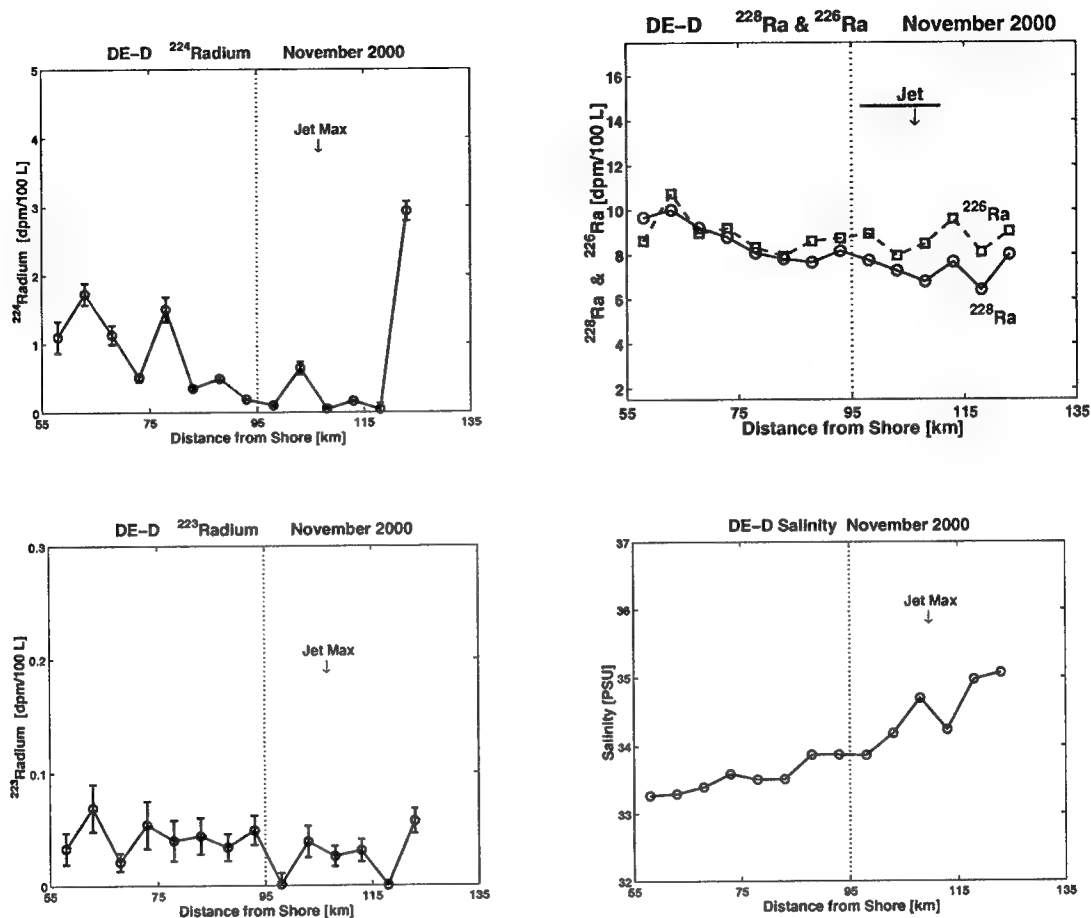 DE-D ²²⁴Radium November 2000
5
4
3
2
1
0
²²⁴Radium [dpm/100 L]
Jet Max
↓
55 75 95 115 135
Distance from Shore [km]
DE-D ²²⁸Ra & ²²⁶Ra November 2000
16
14
12
10
8
6
4
2
²²⁸Ra & ²²⁶Ra [dpm/100 L]
Jet
↓
²²⁶Ra
²²⁸Ra
55 75 95 115 135
Distance from Shore [km]
DE-D ²²³Radium November 2000
0.3
0.2
0.1
0
²²³Radium [dpm/100 L]
Jet Max
↓
55 75 95 115 135
Distance from Shore [km]
DE-D Salinity November 2000
37
36
35
34
33
32
Salinity [PSU]
Jet Max
↓
55 75 95 115 135
Distance from Shore [km]